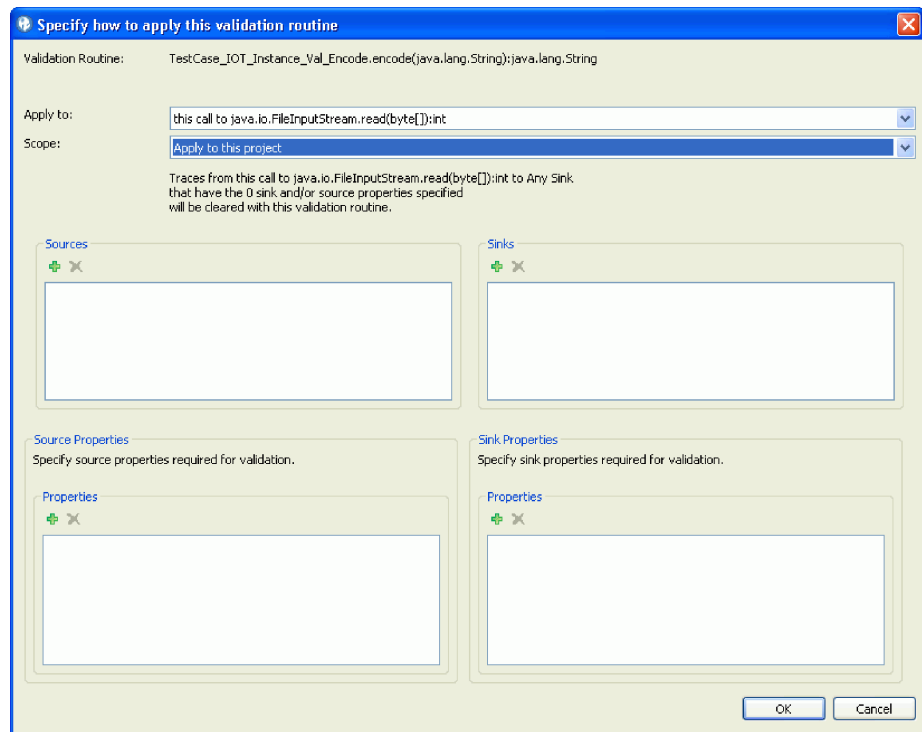 Specify how to apply this validation routine
Validation Routine: TestCase_IOT_Instance_Val_Encode.encode(java.lang.String):java.lang.String
Apply to: this call to java.io.FileInputStream.read(byte[]):int
Scope: Apply to this project
Traces from this call to java.io.FileInputStream.read(byte[]):int to Any Sink
that have the 0 sink and/or source properties specified
will be cleared with this validation routine.
Sources Sinks
Source Properties Sink Properties
Specify source properties required for validation. Specify sink properties required for validation.
Properties Properties
OK Cancel